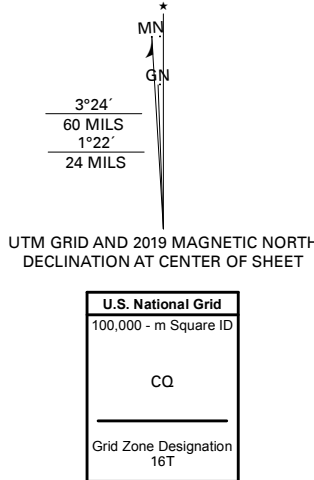 ★
MN
GN
3°24´
60 MILS
1°22´
24 MILS
UTM GRID AND 2019 MAGNETIC NORTH
DECLINATION AT CENTER OF SHEET
U.S. National Grid
100,000 - m Square ID
CQ
Grid Zone Designation
16T